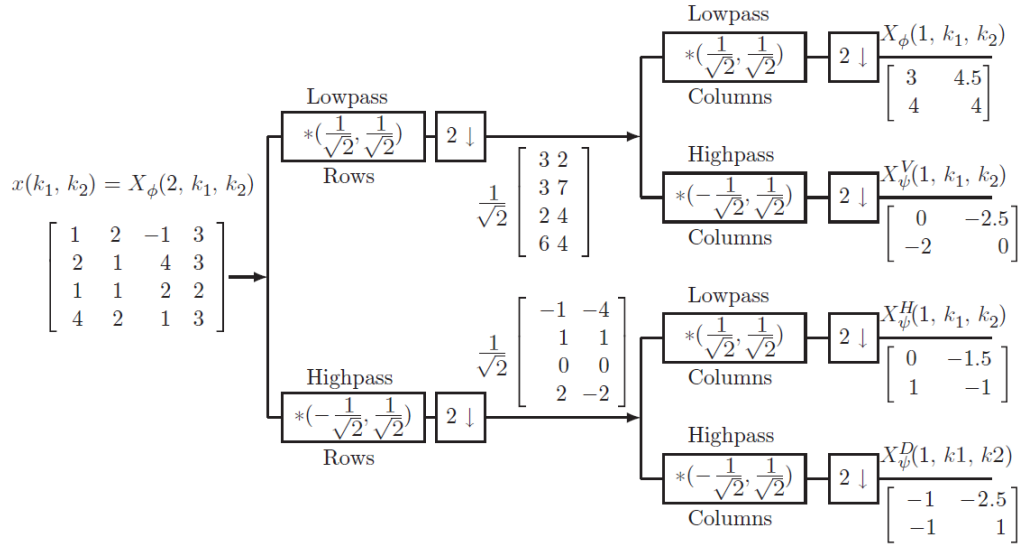 x(k₁, k₂) = X_ϕ(2, k₁, k₂)
1 2 −1 3
2 1 4 3
1 1 2 2
4 2 1 3
Lowpass
*(1/√2, 1/√2)
2 ↓
Rows
1/√2
3 2
3 7
2 4
6 4
Highpass
*(−1/√2, 1/√2)
2 ↓
Rows
1/√2
−1 −4
1 1
0 0
2 −2
Lowpass
*(1/√2, 1/√2)
2 ↓
Columns
X_ϕ(1, k₁, k₂)
3 4.5
4 4
Highpass
*(−1/√2, 1/√2)
2 ↓
Columns
X_ψ^V(1, k₁, k₂)
0 −2.5
−2 0
Lowpass
*(1/√2, 1/√2)
2 ↓
Columns
X_ψ^H(1, k₁, k₂)
0 −1.5
1 −1
Highpass
*(−1/√2, 1/√2)
2 ↓
Columns
X_ψ^D(1, k1, k2)
−1 −2.5
−1 1